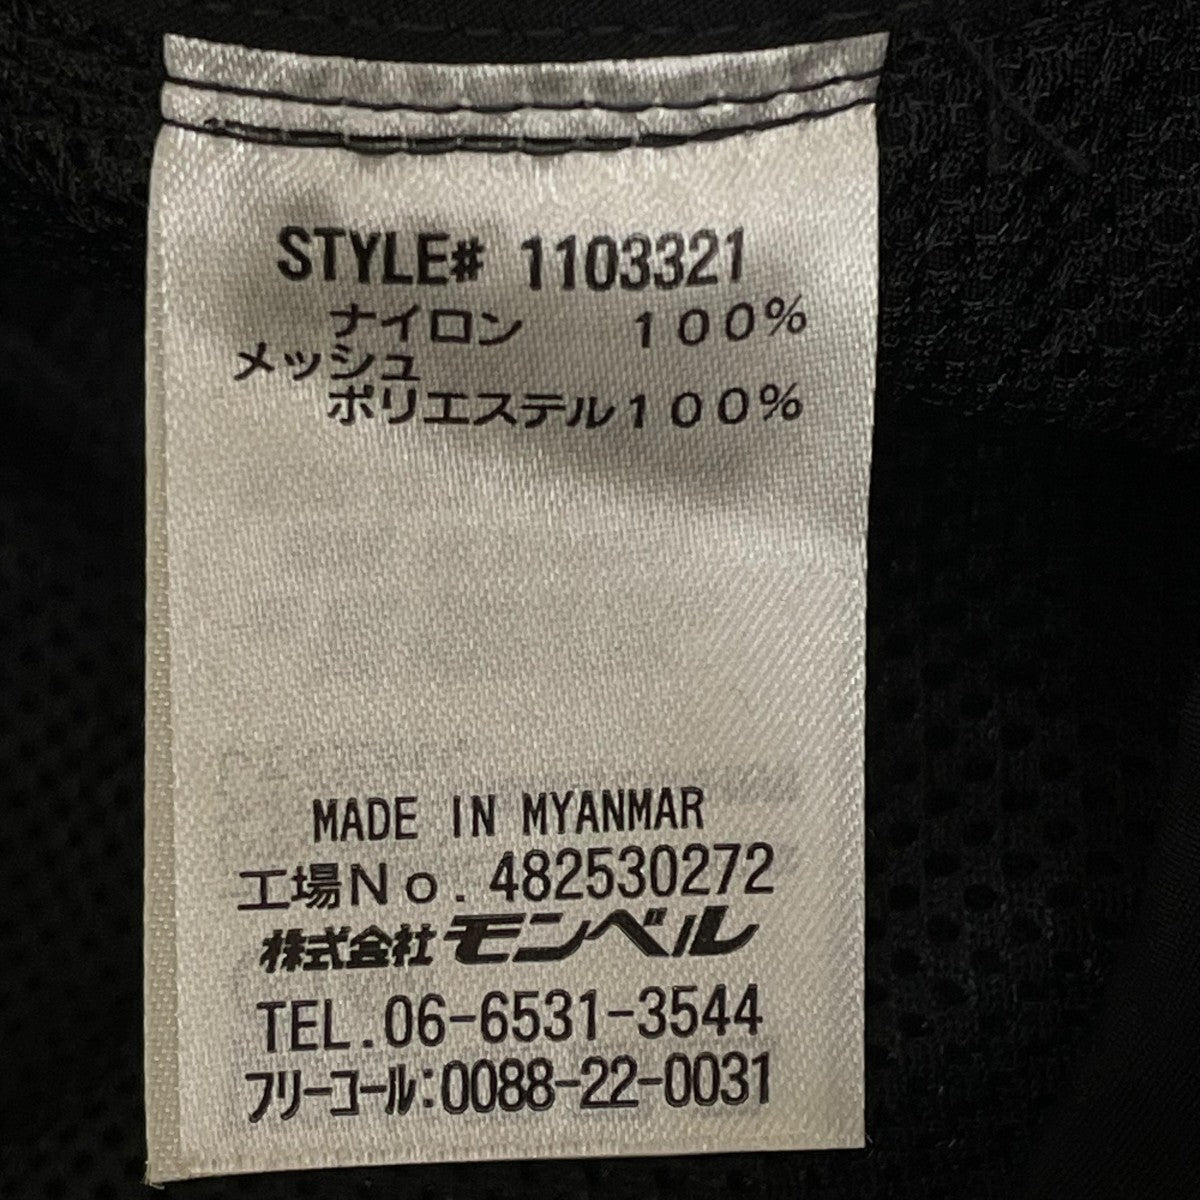 STYLE# 1103321
ナイロン 100%
メッシュ
ポリエステル100%
MADE IN MYANMAR
工場No. 482530272
株式会社モンベル
TEL.06-6531-3544
フリーコール:0088-22-0031